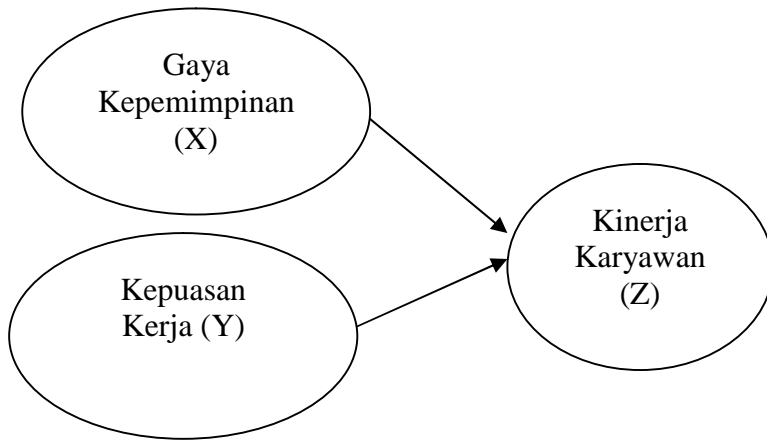 Gaya
Kepemimpinan
(X)
Kepuasan
Kerja (Y)
Kinerja
Karyawan
(Z)